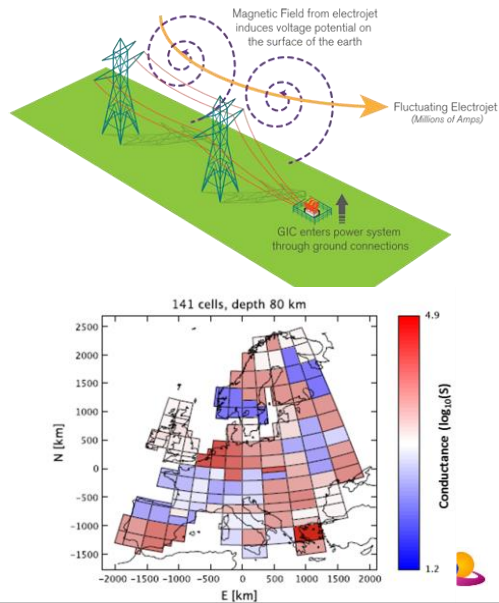 Magnetic Field from electrojet
induces voltage potential on
the surface of the earth
Fluctuating Electrojet
(Millions of Amps)
GIC enters power system
through ground connections
141 cells, depth 80 km
4.9
2500
2000
1500
1000
500
0
-500
-1000
-1500
N [km]
Conductance (log10(S)
1.2
-2000 -1500 -1000 -500 0 500 1000 1500 2000
E [km]